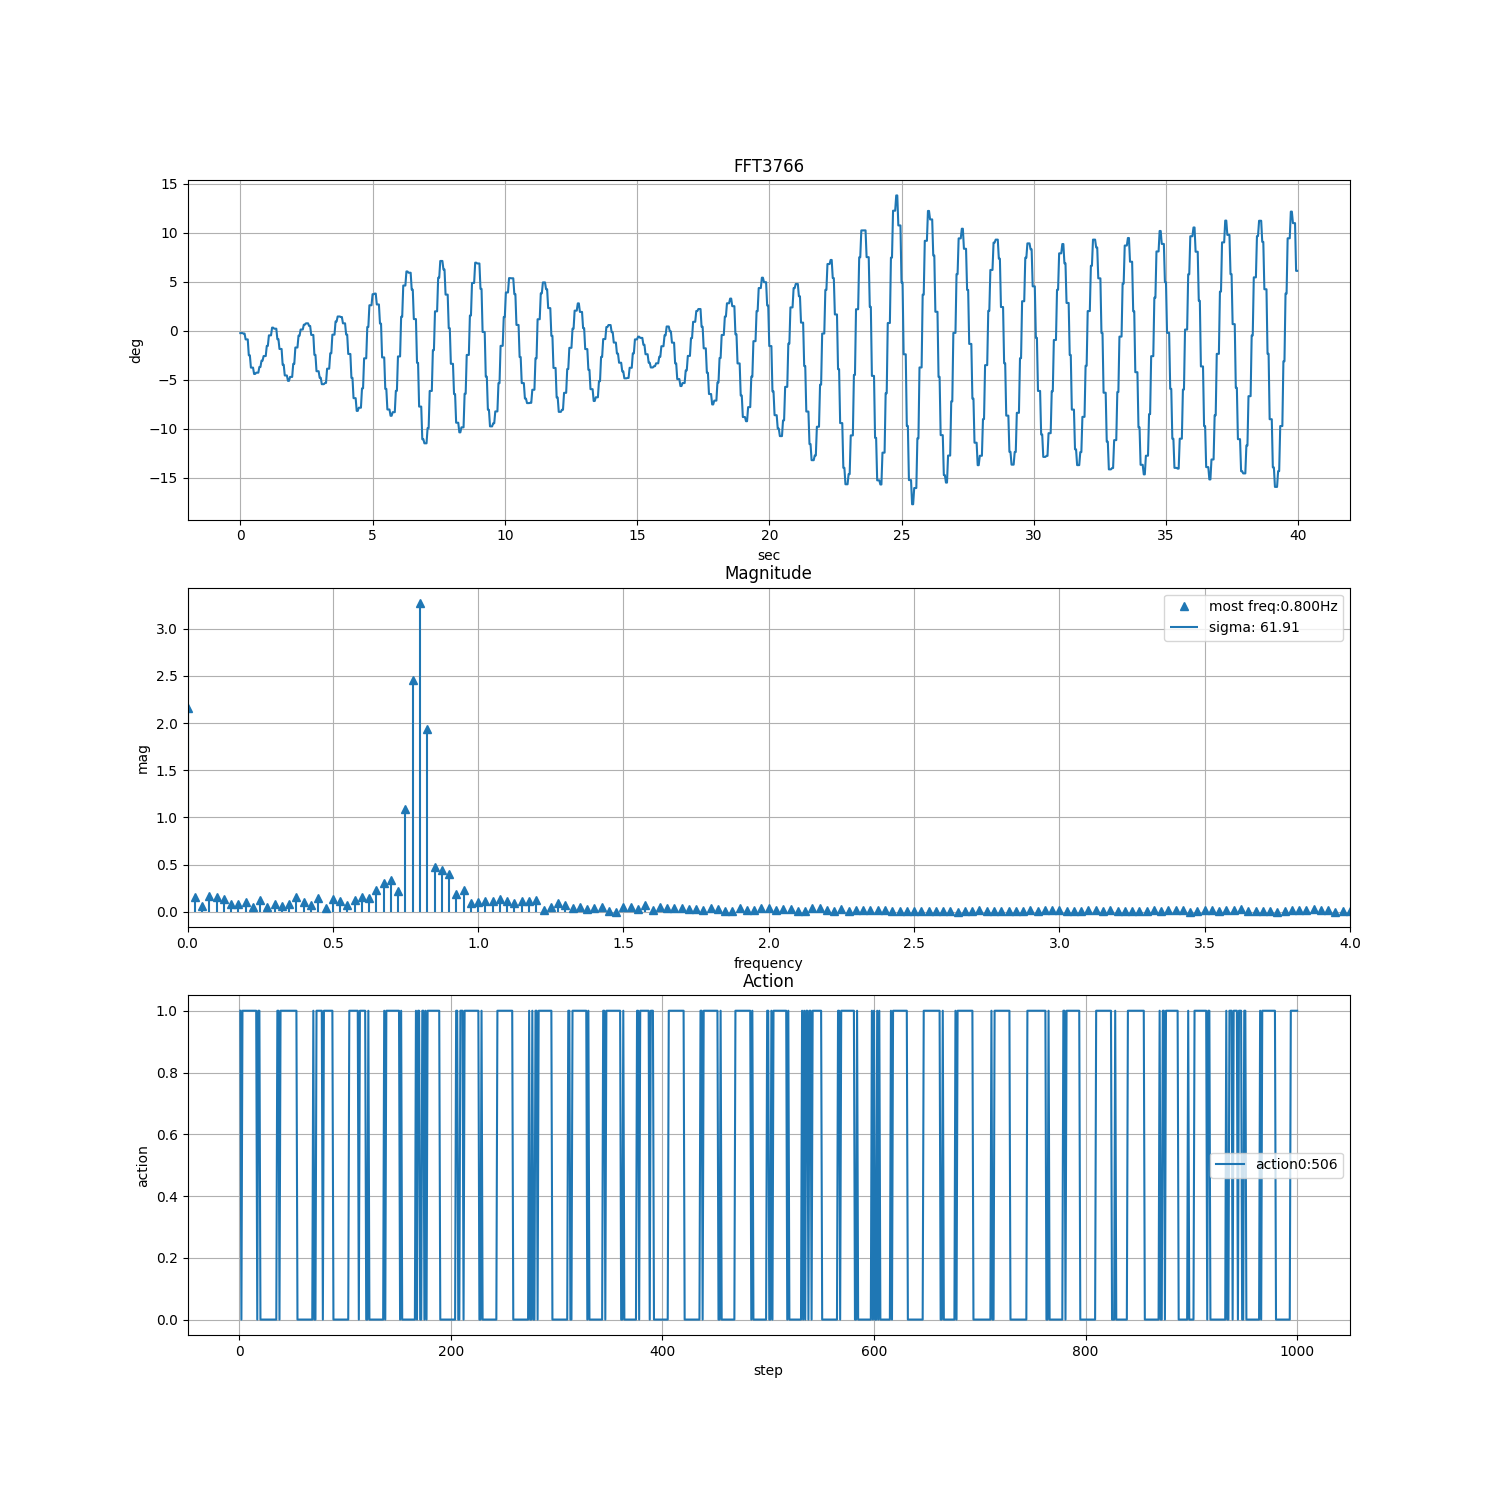 FFT3766
15
10
5
0
−5
−10
−15
deg
0 5 10 15 20 25 30 35 40
sec
Magnitude
most freq:0.800Hz
sigma: 61.91
3.0
2.5
2.0
1.5
1.0
0.5
0.0
mag
0.0 0.5 1.0 1.5 2.0 2.5 3.0 3.5 4.0
frequency
Action
1.0
0.8
0.6
0.4
0.2
0.0
action
action0:506
0 200 400 600 800 1000
step